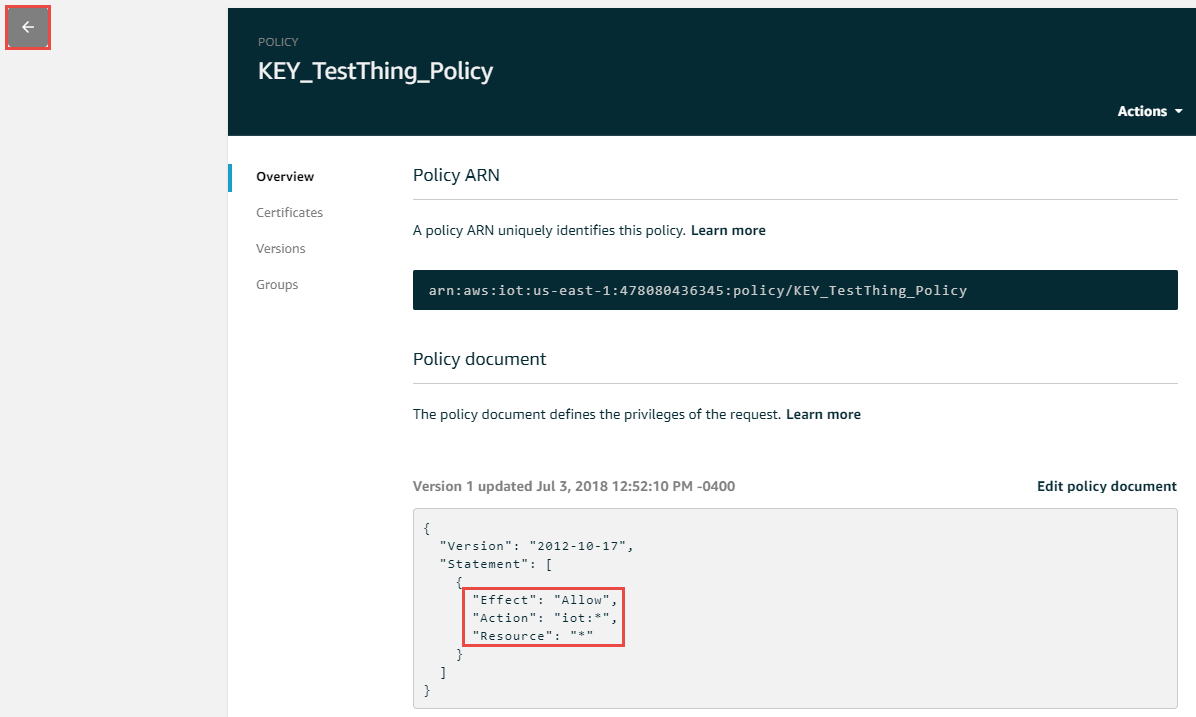 POLICY
KEY_TestThing_Policy
Actions
Overview
Certificates
Versions
Groups
Policy ARN
A policy ARN uniquely identifies this policy. Learn more
arn:aws:iot:us-east-1:478080436345:policy/KEY_TestThing_Policy
Policy document
The policy document defines the privileges of the request. Learn more
Version 1 updated Jul 3, 2018 12:52:10 PM -0400
Edit policy document
{
  "Version": "2012-10-17",
  "Statement": [
    {
      "Effect": "Allow",
      "Action": "iot:*",
      "Resource": "*"
    }
  ]
}